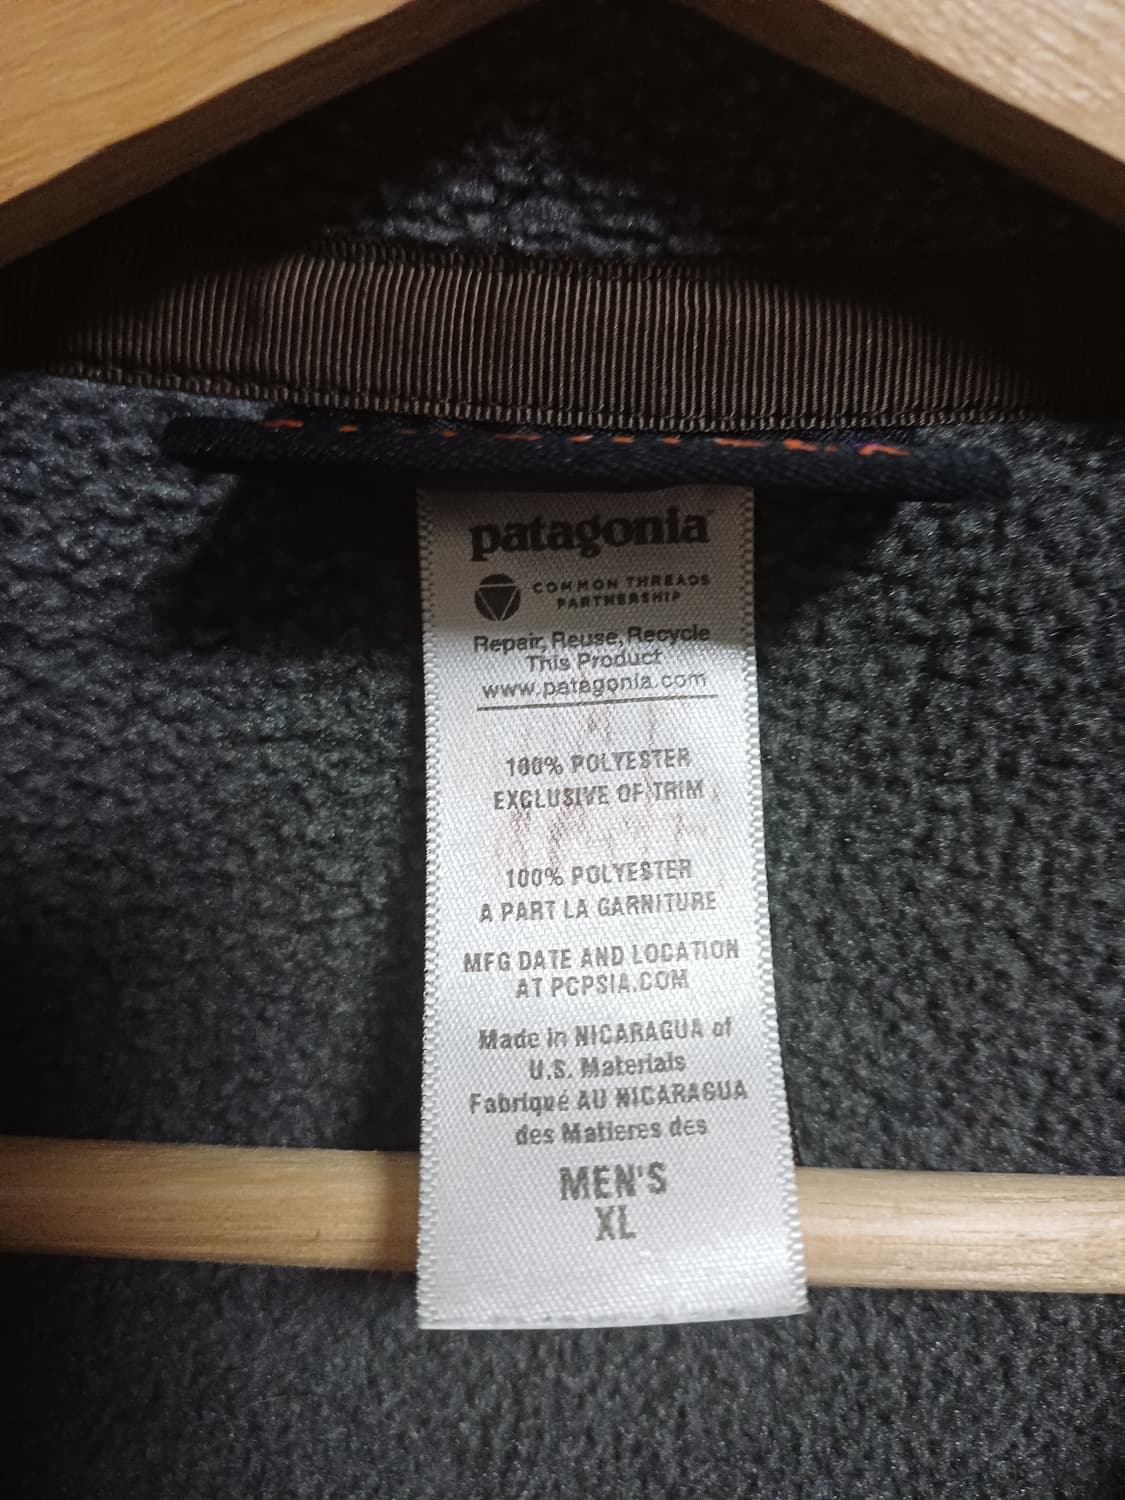 patagonia
COMMON THREADS
PARTNERSHIP
Repair, Reuse, Recycle
This Product
www.patagonia.com
100% POLYESTER
EXCLUSIVE OF TRIM
100% POLYESTER
A PART LA GARNITURE
MFG DATE AND LOCATION
AT PCPSIA.COM
Made in NICARAGUA of
U.S. Materials
Fabriqué AU NICARAGUA
des Matieres des
MEN'S
XL